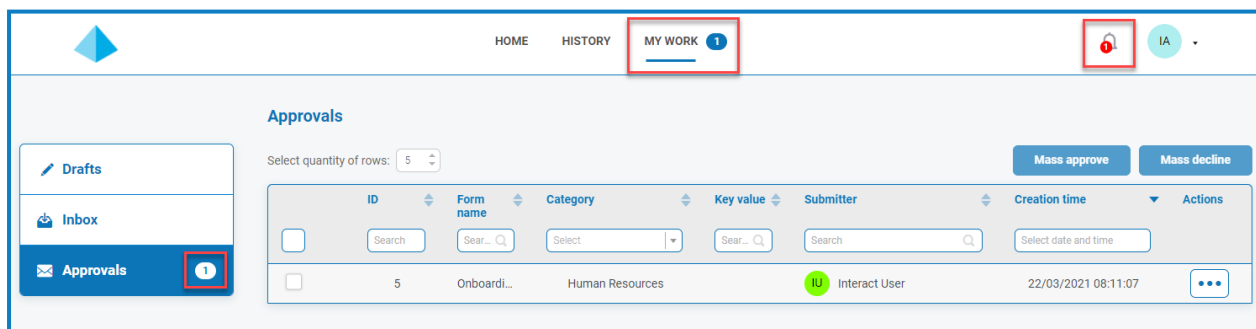 HOME HISTORY MY WORK 1 1 IA
Approvals
Select quantity of rows: 5 Mass approve Mass decline
Drafts
Inbox
Approvals 1
ID Form name Category Key value Submitter Creation time Actions
Search Sear... Select Sear... Search Select date and time
5 Onboardi... Human Resources IU Interact User 22/03/2021 08:11:07